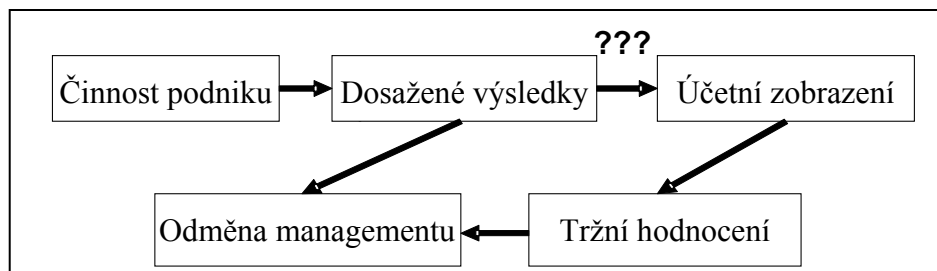 ???
Činnost podniku
Dosažené výsledky
Účetní zobrazení
Odměna managementu
Tržní hodnocení